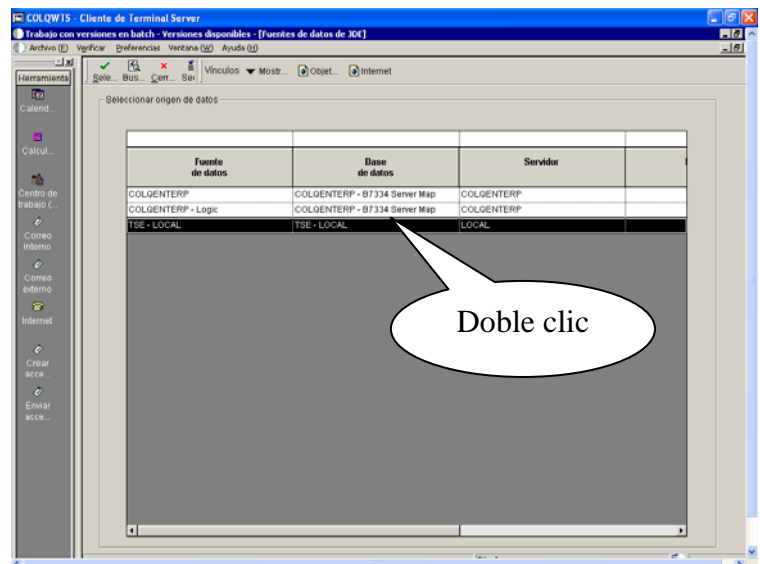 COLQWTS - Cliente de Terminal Server
Trabajo con versiones en batch - Versiones disponibles - [Fuentes de datos de JDE]
Archivo (F) Verificar Preferencias Ventana (W) Ayuda (H)
Herramienta
Sele... Bus... Cerr... Se Vínculos Mostr... Objet... Internet
Calend...
Calcul...
Centro de
trabajo (...
Correo
interno
Correo
externo
Internet
Crear
acce...
Enviar
acce...
Seleccionar origen de datos
Fuente
de datos
Base
de datos
Servidor
COLQENTERP COLQENTERP - B7334 Server Map COLQENTERP
COLQENTERP - Logic COLQENTERP - B7334 Server Map COLQENTERP
TSE - LOCAL TSE - LOCAL LOCAL
Doble clic